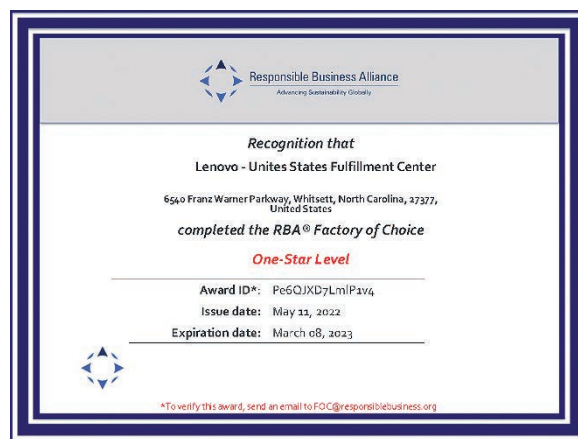 Responsible Business Alliance
Advancing Sustainability Globally
Recognition that
Lenovo - Unites States Fulfillment Center
6540 Franz Warner Parkway, Whitsett, North Carolina, 27377,
United States
completed the RBA® Factory of Choice
One-Star Level
Award ID*: Pe6QJXD7LmlP1v4
Issue date: May 11, 2022
Expiration date: March 08, 2023
*To verify this award, send an email to FOC@responsiblebusiness.org